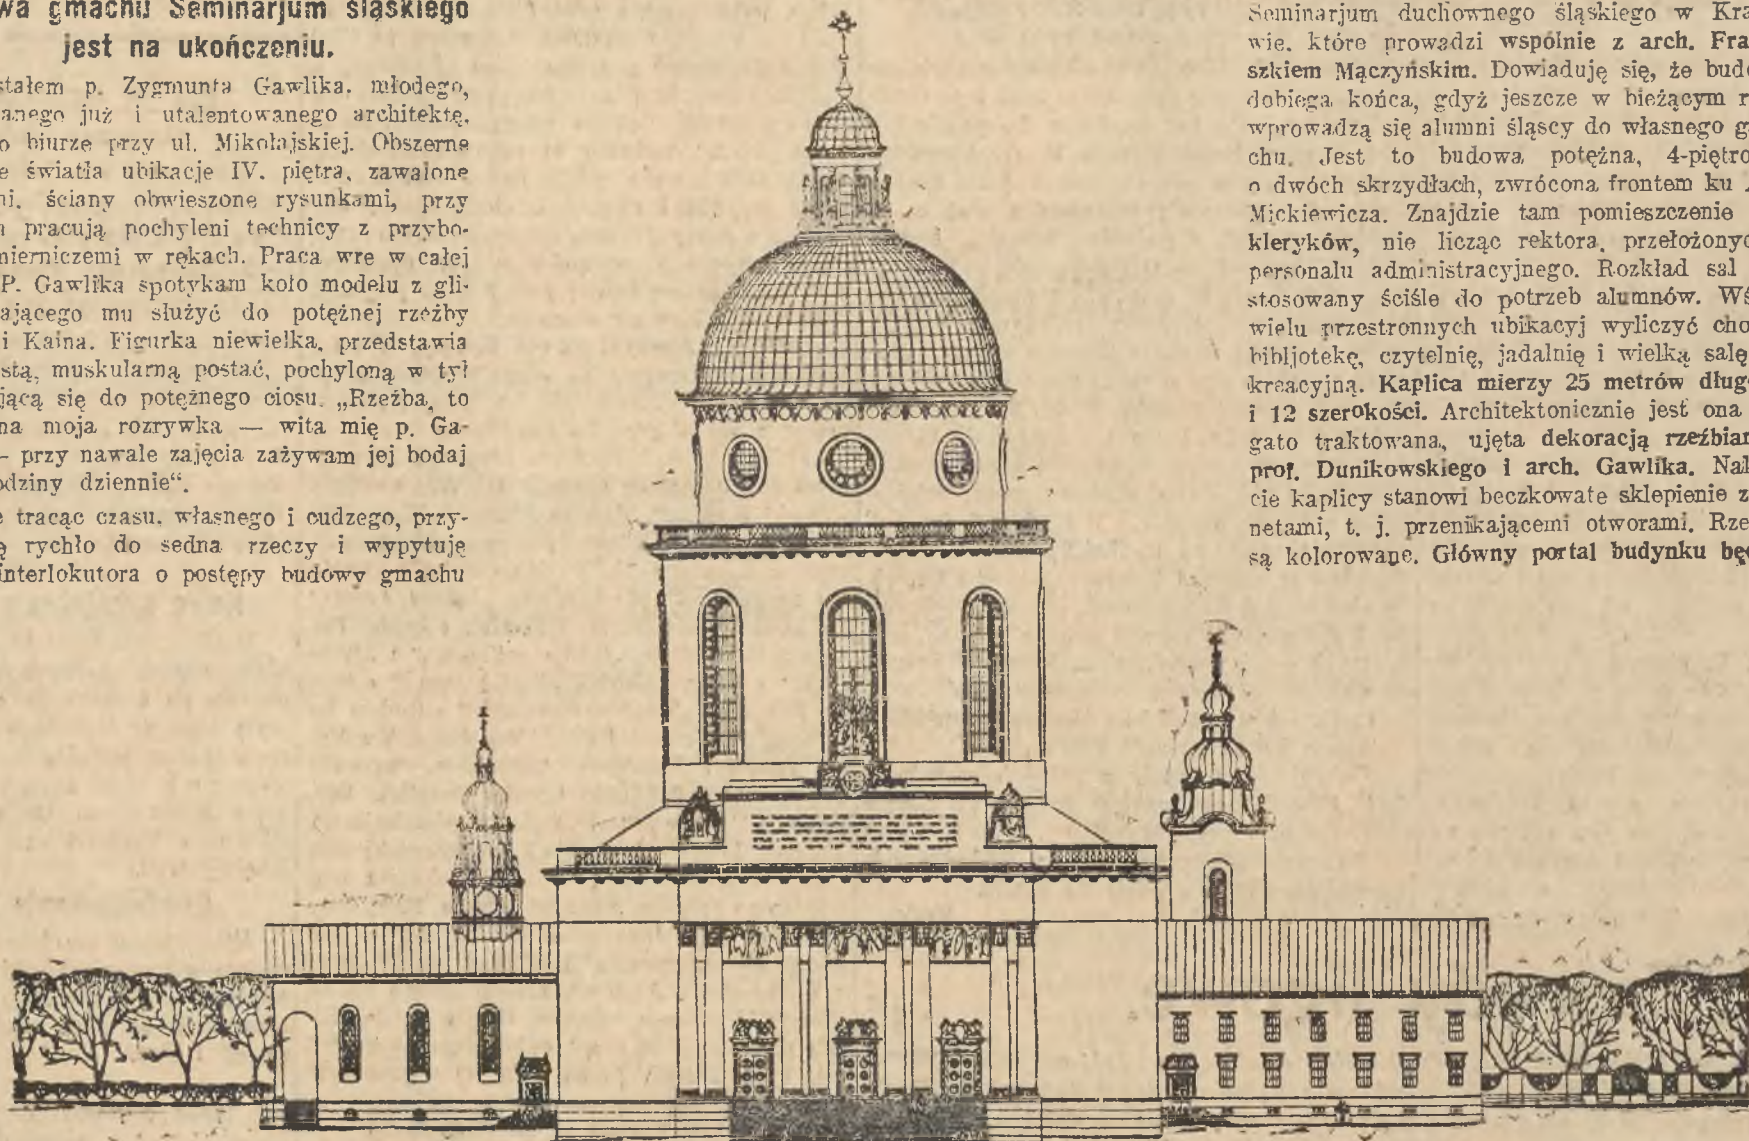 wa gmachu Seminarjum śląskiego
jest na ukończeniu.
stałem p. Zygmunta Gawlika, młodego,
anego już i utalentowanego architektę,
o biurze przy ul. Mikołajskiej. Obszerne
e światła ubikacje IV. piętra, zawalone
ni, ściany obwieszone rysunkami, przy
pracują pochyleni technicy z przybo-
mierniczemi w rękach. Praca wre w całej
P. Gawlika spotykam koło modelu z gli-
ającego mu służyć do potężnej rzeźby
i Kaina. Figurka niewielka, przedstawia
stą, muskularną postać, pochyloną w tył
jącą się do potężnego ciosu. „Rzeźba, to
na moja rozrywka — wita mię p. Ga-
— przy nawale zajęcia zażywam jej bodaj
odziny dziennie“.
e tracąc czasu, własnego i cudzego, przy-
ę rychło do sedna rzeczy i wypytuję
interlokutora o postępy budowy gmachu
Seminarjum duchownego śląskiego w Kra
wie, które prowadzi wspólnie z arch. Fra
szkiem Mączyńskim. Dowiaduję się, że budo
dobiega końca, gdyż jeszcze w bieżącym r
wprowadzą się alumni śląscy do własnego g
chu. Jest to budowa potężna, 4-piętro
o dwóch skrzydłach, zwrócona frontem ku
Mickiewicza. Znajdzie tam pomieszczenie
kleryków, nie licząc rektora, przełożonyc
personalu administracyjnego. Rozkład sal
stosowany ściśle do potrzeb alumnów. Wś
wielu przestronnych ubikacyj wyliczyć cho
bibljotekę, czytelnię, jadalnię i wielką salę
kreacyjną. Kaplica mierzy 25 metrów dług
i 12 szerokości. Architektonicznie jest ona
gato traktowana, ujęta dekoracją rzeźbiar
prof. Dunikowskiego i arch. Gawlika. Nak
cie kaplicy stanowi beczkowate sklepienie z
netami, t. j. przenikającemi otworami. Rze
są kolorowane. Główny portal budynku bę